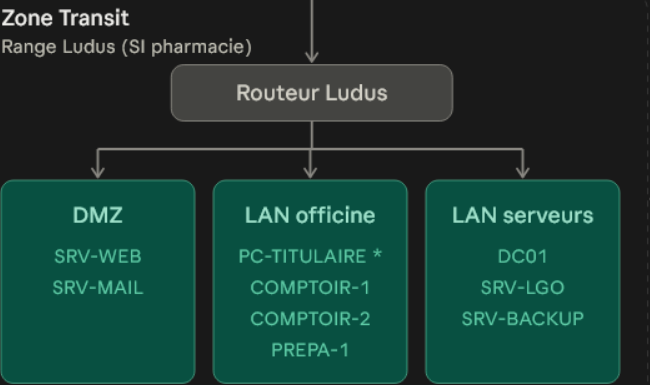 Zone Transit
Range Ludus (SI pharmacie)
Routeur Ludus
DMZ
SRV-WEB
SRV-MAIL
LAN officine
PC-TITULAIRE *
COMPTOIR-1
COMPTOIR-2
PREPA-1
LAN serveurs
DC01
SRV-LGO
SRV-BACKUP